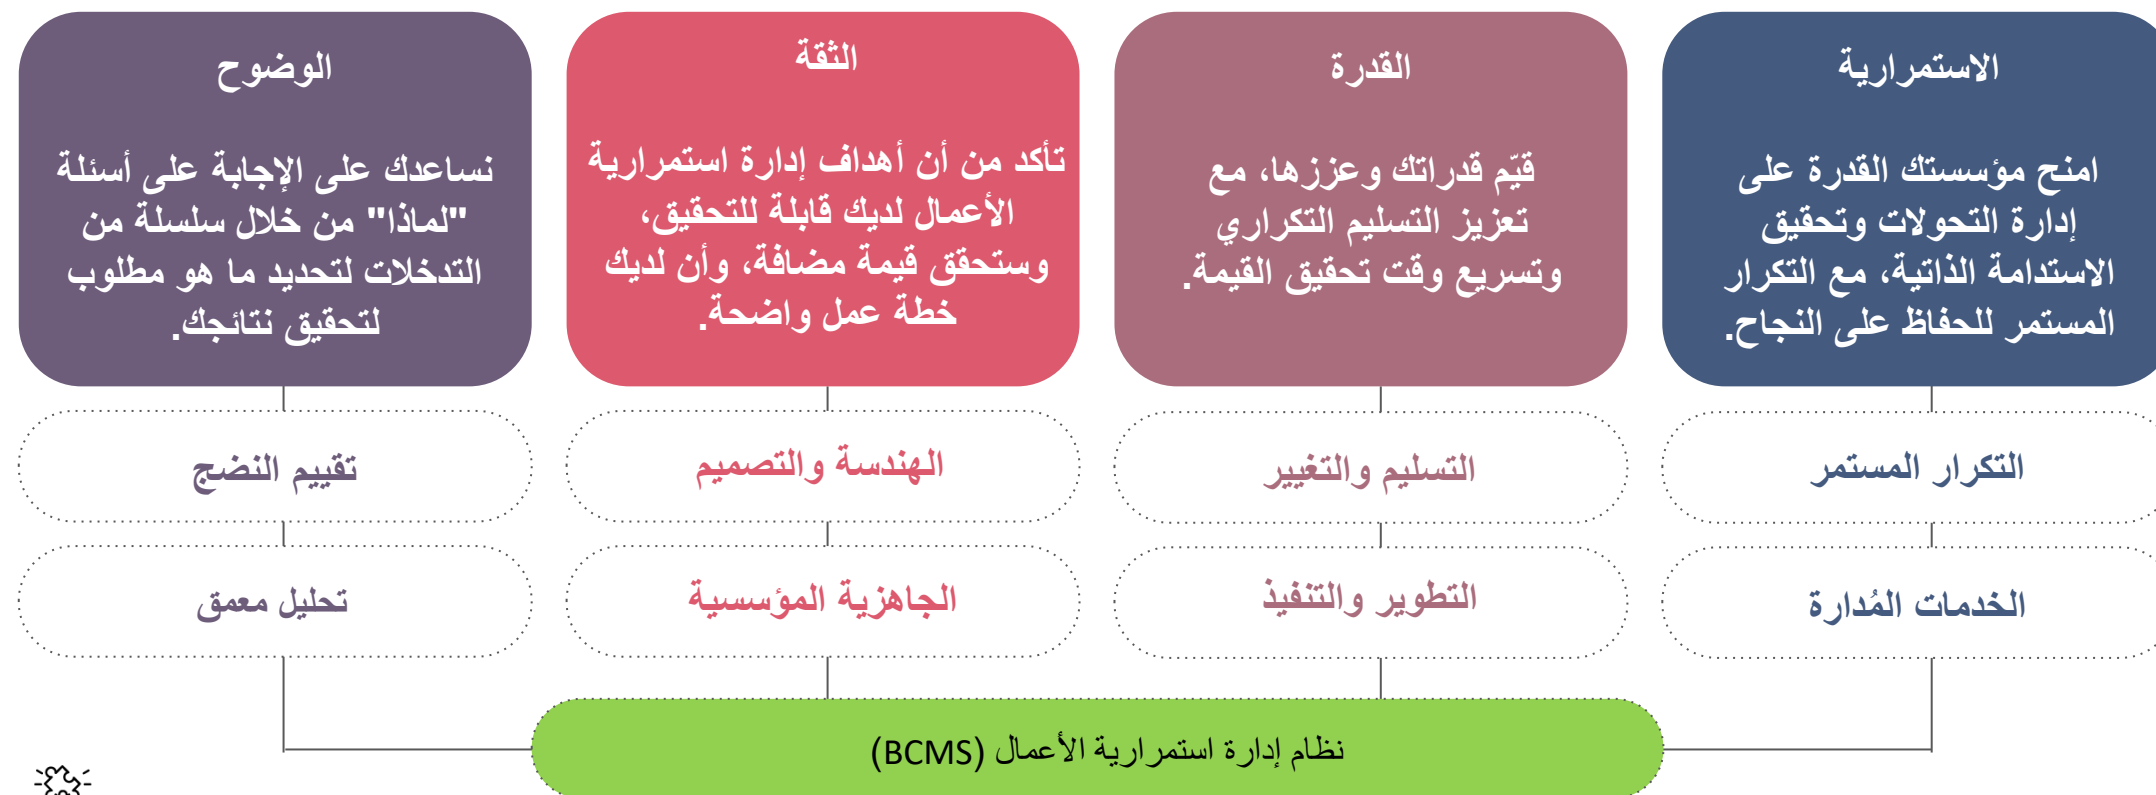 الاستمرارية
امنح مؤسستك القدرة على
إدارة التحولات وتحقيق
الاستدامة الذاتية، مع التكرار
المستمر للحفاظ على النجاح.
التكرار المستمر
الخدمات المُدارة
القدرة
قيّم قدراتك وعززها، مع
تعزيز التسليم التكراري
وتسريع وقت تحقيق القيمة.
التسليم والتغيير
التطوير والتنفيذ
الثقة
تأكد من أن أهداف إدارة استمرارية
الأعمال لديك قابلة للتحقيق،
وستحقق قيمة مضافة، وأن لديك
خطة عمل واضحة.
الهندسة والتصميم
الجاهزية المؤسسية
الوضوح
نساعدك على الإجابة على أسئلة
"لماذا" من خلال سلسلة من
التدخلات لتحديد ما هو مطلوب
لتحقيق نتائجك.
تقييم النضج
تحليل معمق
نظام إدارة استمرارية الأعمال (BCMS)